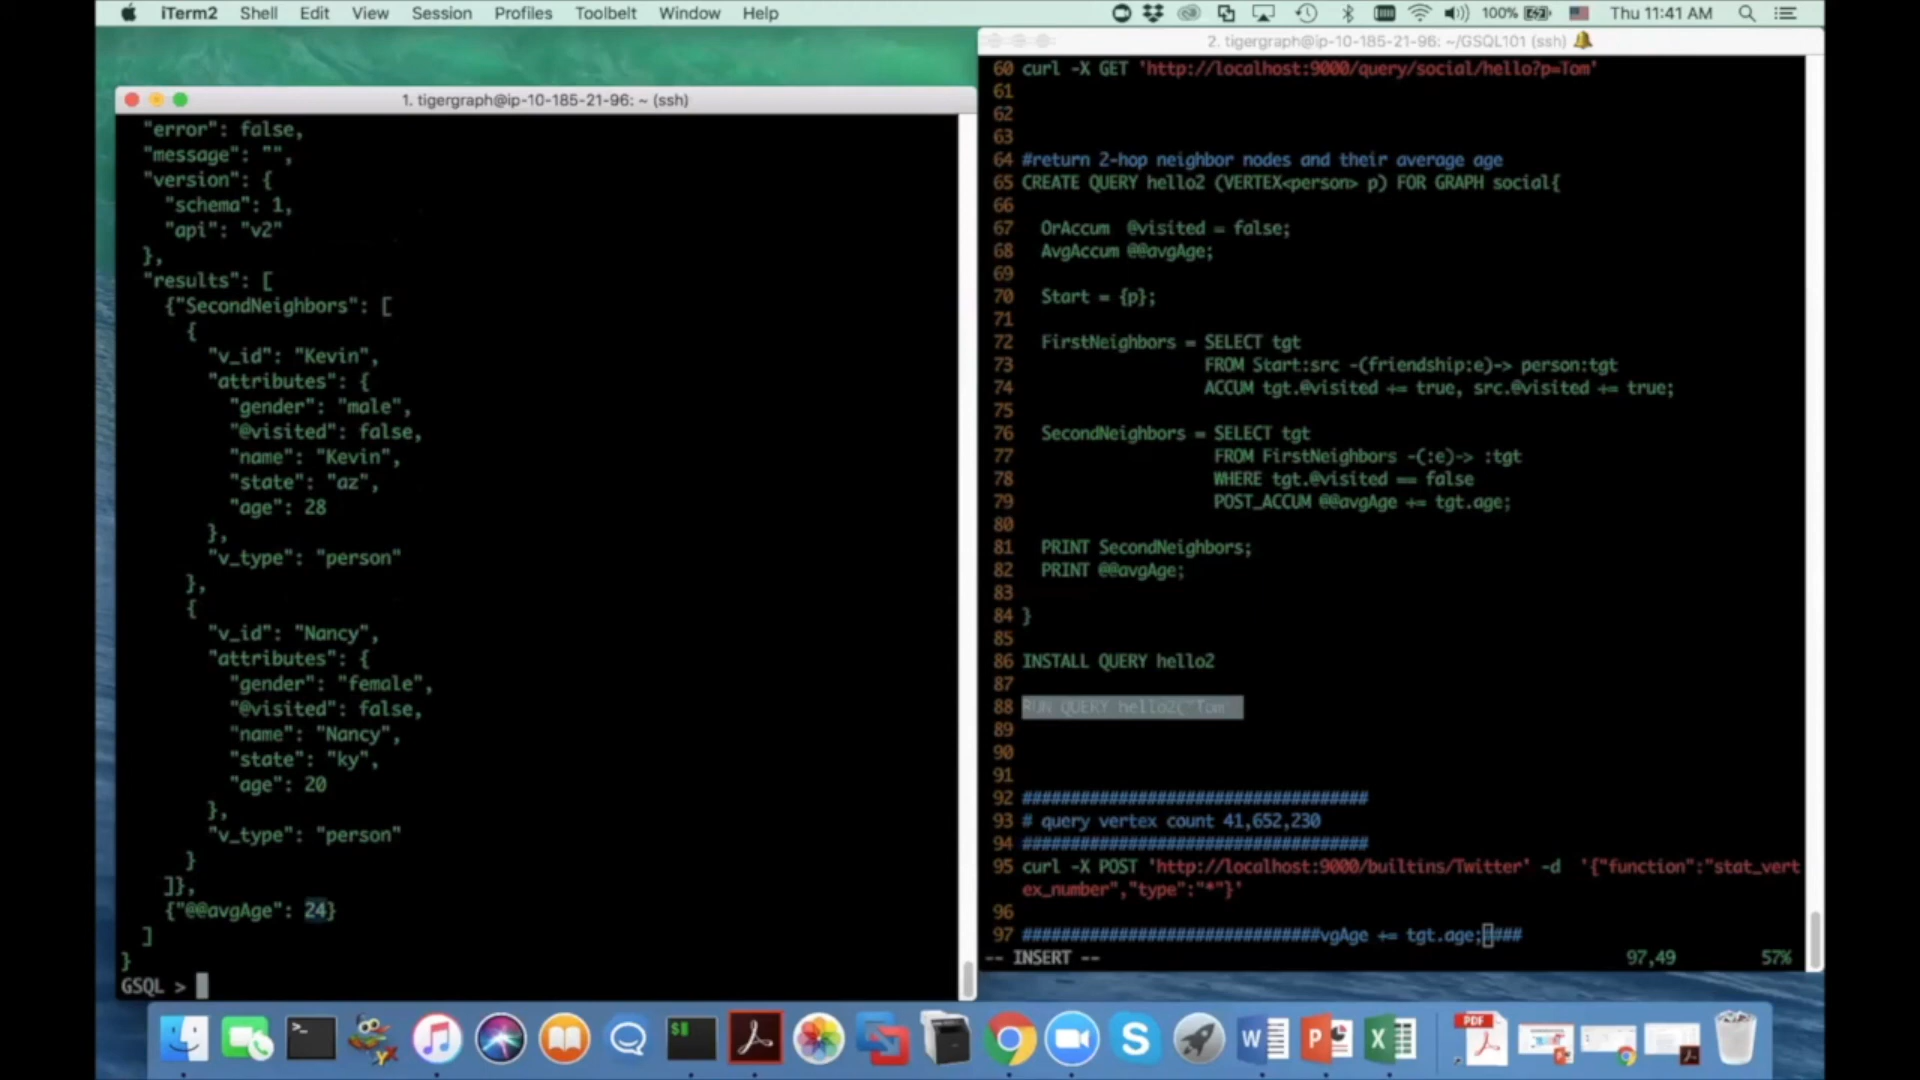 iTerm2 Shell Edit View Session Profiles Toolbelt Window Help
100% Thu 11:41 AM
1. tigergraph@ip-10-185-21-96: ~ (ssh)
"error": false,
"message": "",
"version": {
"schema": 1,
"api": "v2"
},
"results": [
{"SecondNeighbors": [
{
"v_id": "Kevin",
"attributes": {
"gender": "male",
"@visited": false,
"name": "Kevin",
"state": "az",
"age": 28
},
"v_type": "person"
},
{
"v_id": "Nancy",
"attributes": {
"gender": "female",
"@visited": false,
"name": "Nancy",
"state": "ky",
"age": 20
},
"v_type": "person"
}
]},
{"@@avgAge": 24}
]
}
GSQL >
2. tigergraph@ip-10-185-21-96: ~/GSQL101 (ssh)
60 curl -X GET 'http://localhost:9000/query/social/hello?p=Tom'
61
62
63
64 #return 2-hop neighbor nodes and their average age
65 CREATE QUERY hello2 (VERTEX<person> p) FOR GRAPH social{
66
67 OrAccum @visited = false;
68 AvgAccum @@avgAge;
69
70 Start = {p};
71
72 FirstNeighbors = SELECT tgt
73 FROM Start:src -(friendship:e)-> person:tgt
74 ACCUM tgt.@visited += true, src.@visited += true;
75
76 SecondNeighbors = SELECT tgt
77 FROM FirstNeighbors -(:e)-> :tgt
78 WHERE tgt.@visited == false
79 POST_ACCUM @@avgAge += tgt.age;
80
81 PRINT SecondNeighbors;
82 PRINT @@avgAge;
83
84 }
85
86 INSTALL QUERY hello2
87
88 RUN QUERY hello2("Tom"
89
90
91
92 ####################################
93 # query vertex count 41,652,230
94 ####################################
95 curl -X POST 'http://localhost:9000/builtins/Twitter' -d '{"function":"stat_vert
ex_number","type":"*"}'
96
97 ###############################vgAge += tgt.age;####
-- INSERT -- 97,49 57%
PDF